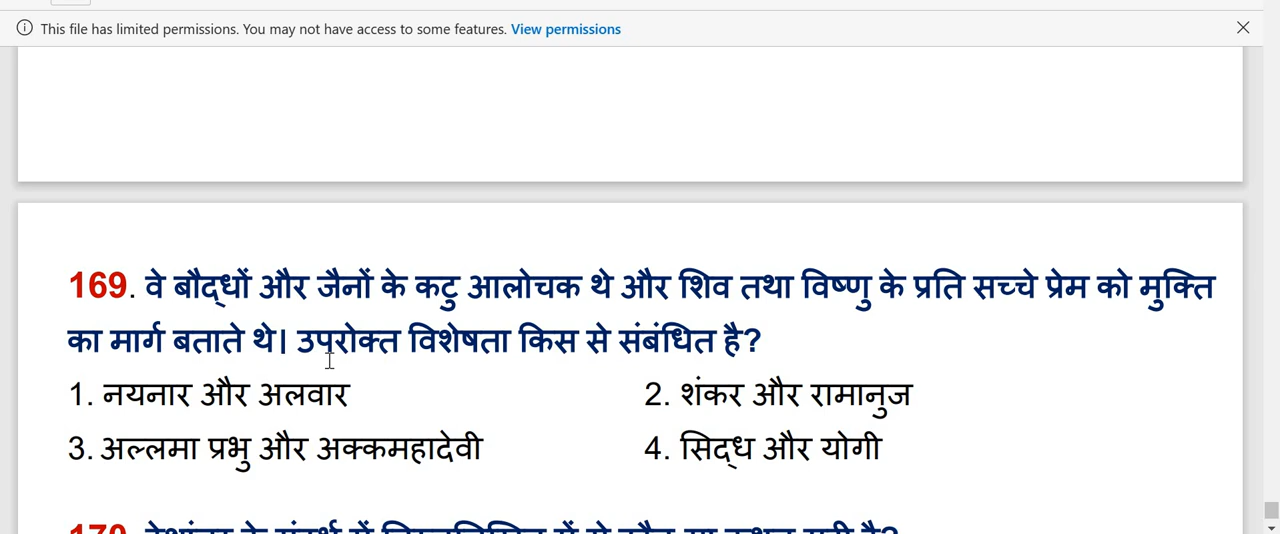 This file has limited permissions. You may not have access to some features. View permissions
169. वे बौद्धों और जैनों के कटु आलोचक थे और शिव तथा विष्णु के प्रति सच्चे प्रेम को मुक्ति
का मार्ग बताते थे। उपरोक्त विशेषता किस से संबंधित है?
1. नयनार और अलवार 2. शंकर और रामानुज
3. अल्लमा प्रभु और अक्कमहादेवी 4. सिद्ध और योगी